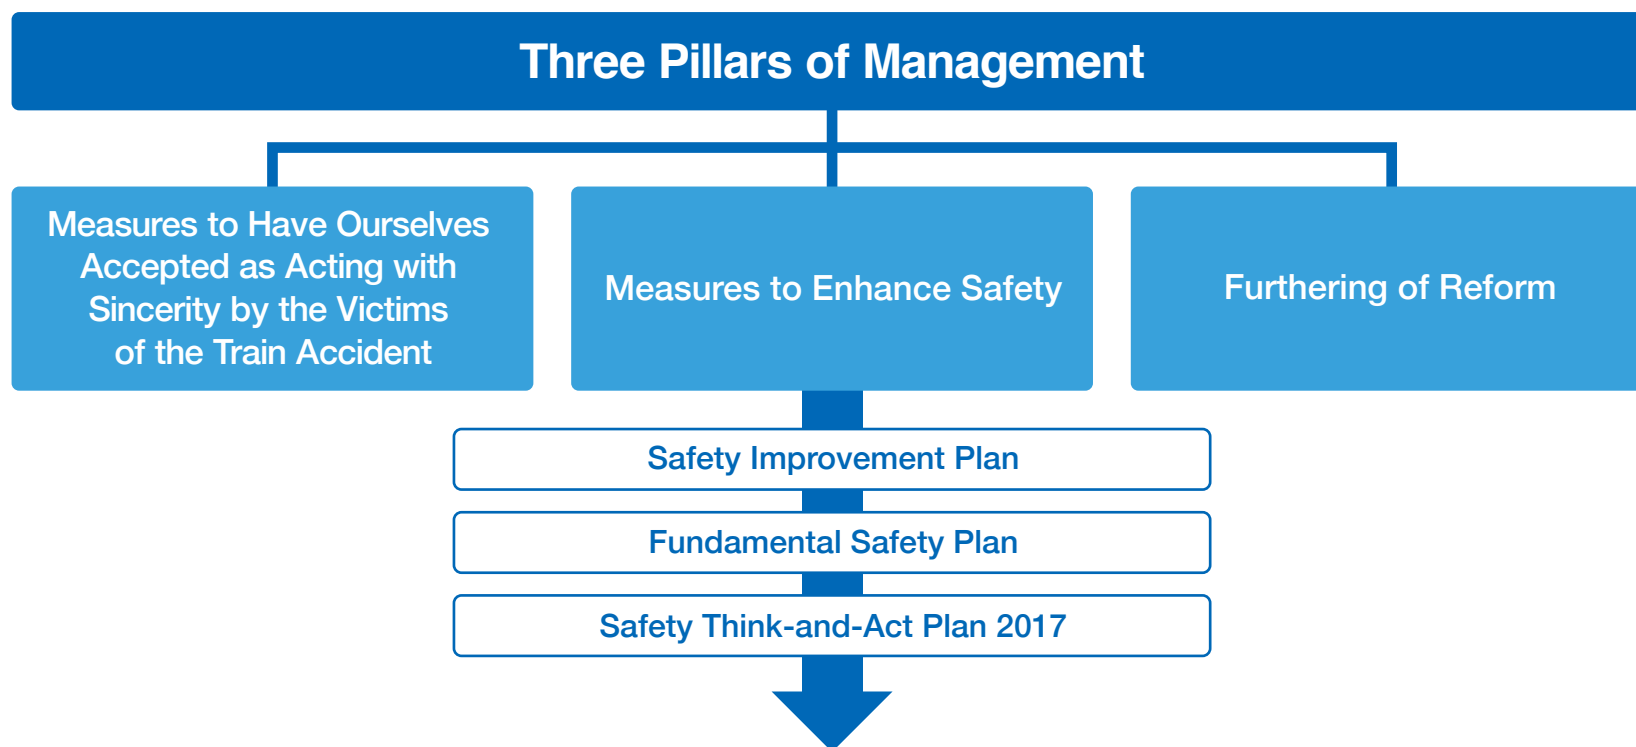 Three Pillars of Management
Measures to Have Ourselves
Accepted as Acting with
Sincerity by the Victims
of the Train Accident
Measures to Enhance Safety
Furthering of Reform
Safety Improvement Plan
Fundamental Safety Plan
Safety Think-and-Act Plan 2017